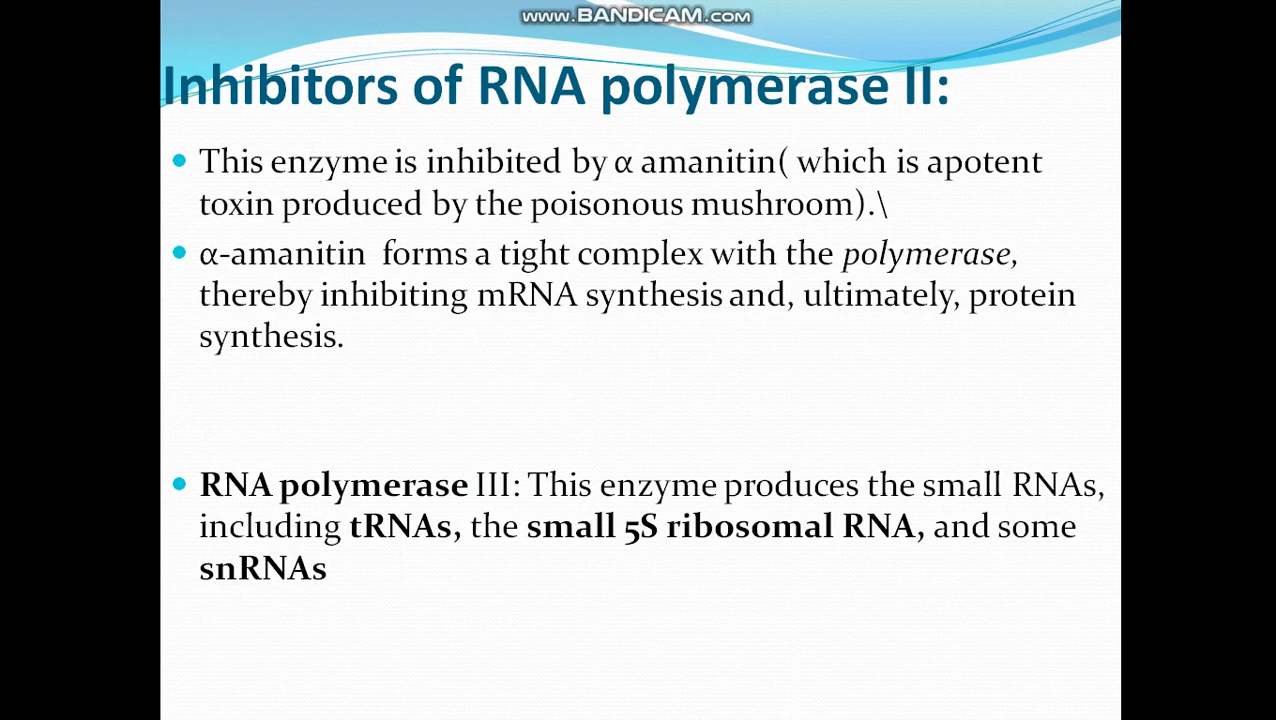 www.BANDICAM.com
Inhibitors of RNA polymerase II:
• This enzyme is inhibited by α amanitin( which is apotent
toxin produced by the poisonous mushroom).\
• α-amanitin  forms a tight complex with the polymerase,
thereby inhibiting mRNA synthesis and, ultimately, protein
synthesis.
• RNA polymerase III: This enzyme produces the small RNAs,
including tRNAs, the small 5S ribosomal RNA, and some
snRNAs